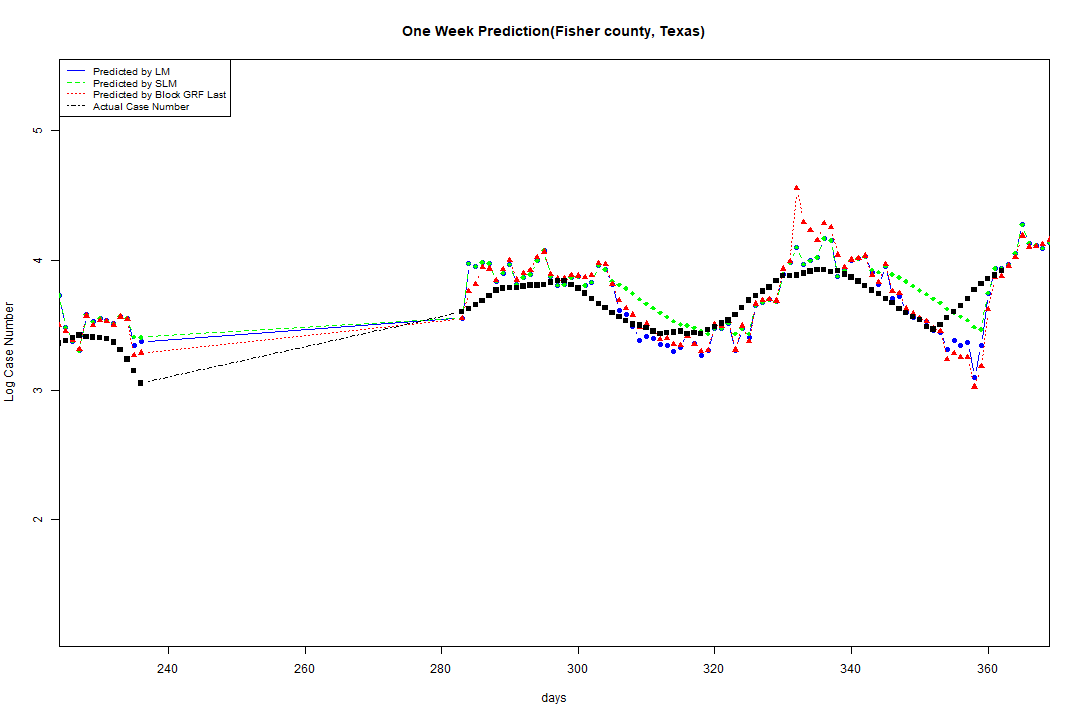 One Week Prediction(Fisher county, Texas)
Predicted by LM
Predicted by SLM
Predicted by Block GRF Last
Actual Case Number
5
4
3
2
Log Case Number
240 260 280 300 320 340 360
days